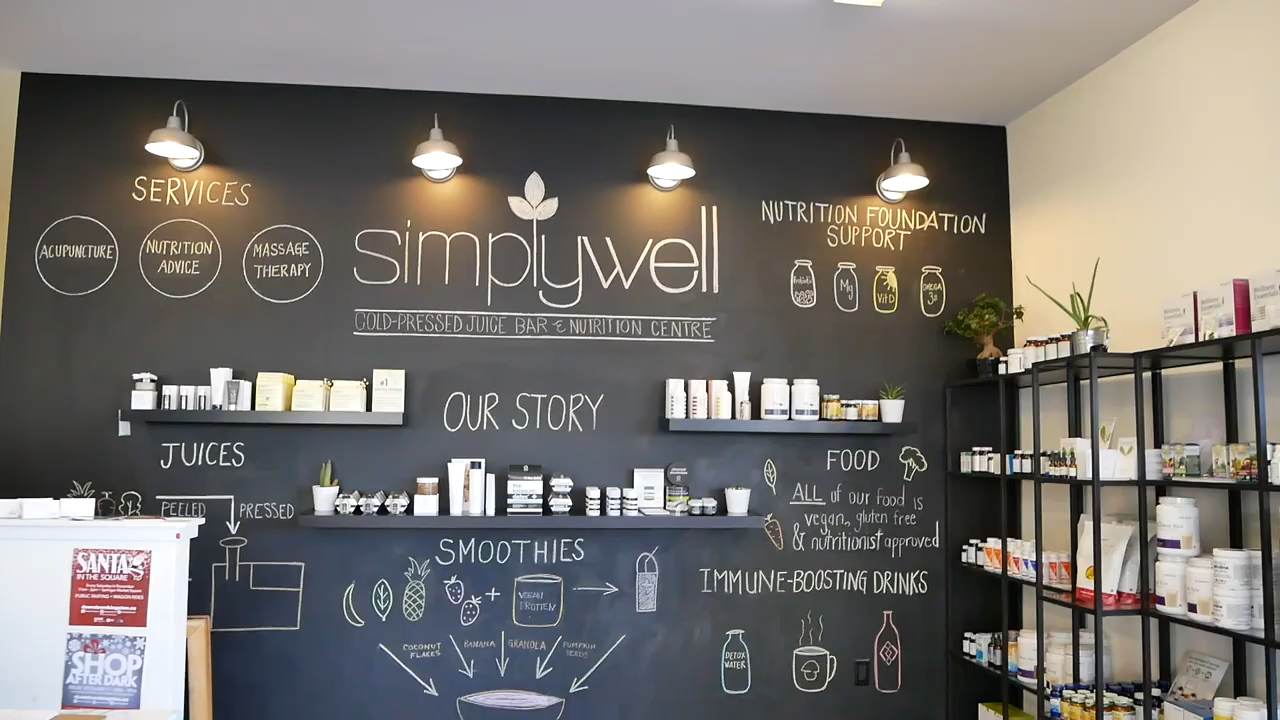 SERVICES
ACUPUNCTURE
NUTRITION
ADVICE
MASSAGE
THERAPY
simplywell
COLD-PRESSED JUICE BAR & NUTRITION CENTRE
NUTRITION FOUNDATION
SUPPORT
Probiotic
Mg
Vit D
OMEGA
3s
OUR STORY
JUICES
PEELED
PRESSED
SMOOTHIES
VEGAN
PROTEIN
COCONUT
FLAKES
BANANA
GRANOLA
PUMPKIN
SEEDS
FOOD
ALL of our food is
vegan, gluten free
& nutritionist approved
IMMUNE-BOOSTING DRINKS
DETOX
WATER
SANTA
IN THE SQUARE
SHOP
AFTER DARK